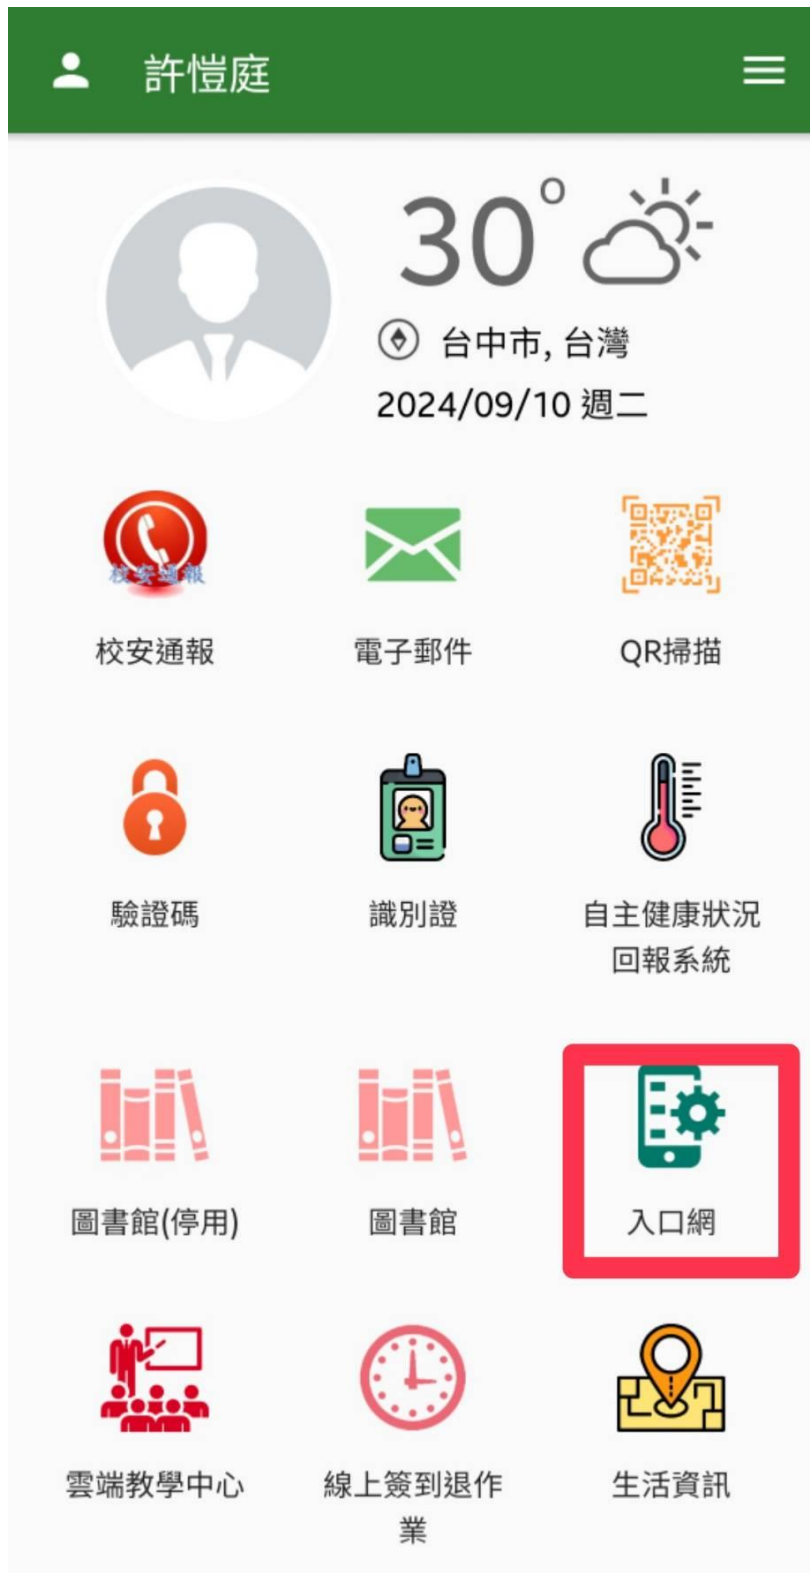 許愷庭
30°
台中市, 台灣
2024/09/10 週二
校安通報
校安通報
電子郵件
QR掃描
驗證碼
識別證
自主健康狀況
回報系統
圖書館(停用)
圖書館
入口網
雲端教學中心
線上簽到退作
業
生活資訊